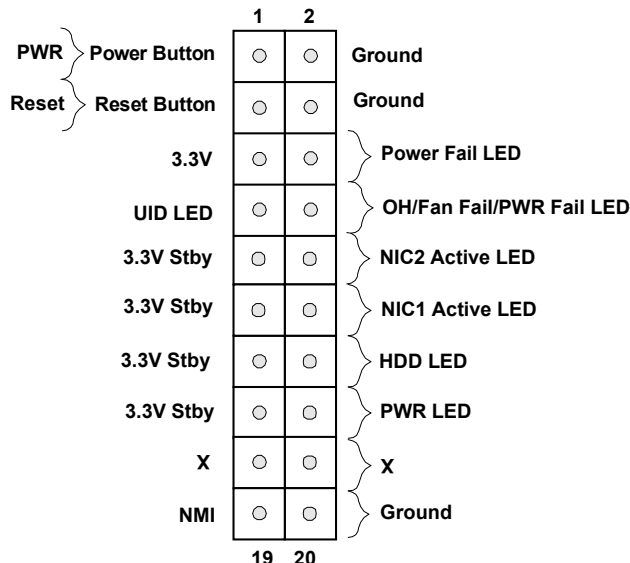 1 2
PWR Power Button Ground
Reset Reset Button Ground
3.3V Power Fail LED
UID LED OH/Fan Fail/PWR Fail LED
3.3V Stby NIC2 Active LED
3.3V Stby NIC1 Active LED
3.3V Stby HDD LED
3.3V Stby PWR LED
X X
NMI Ground
19 20